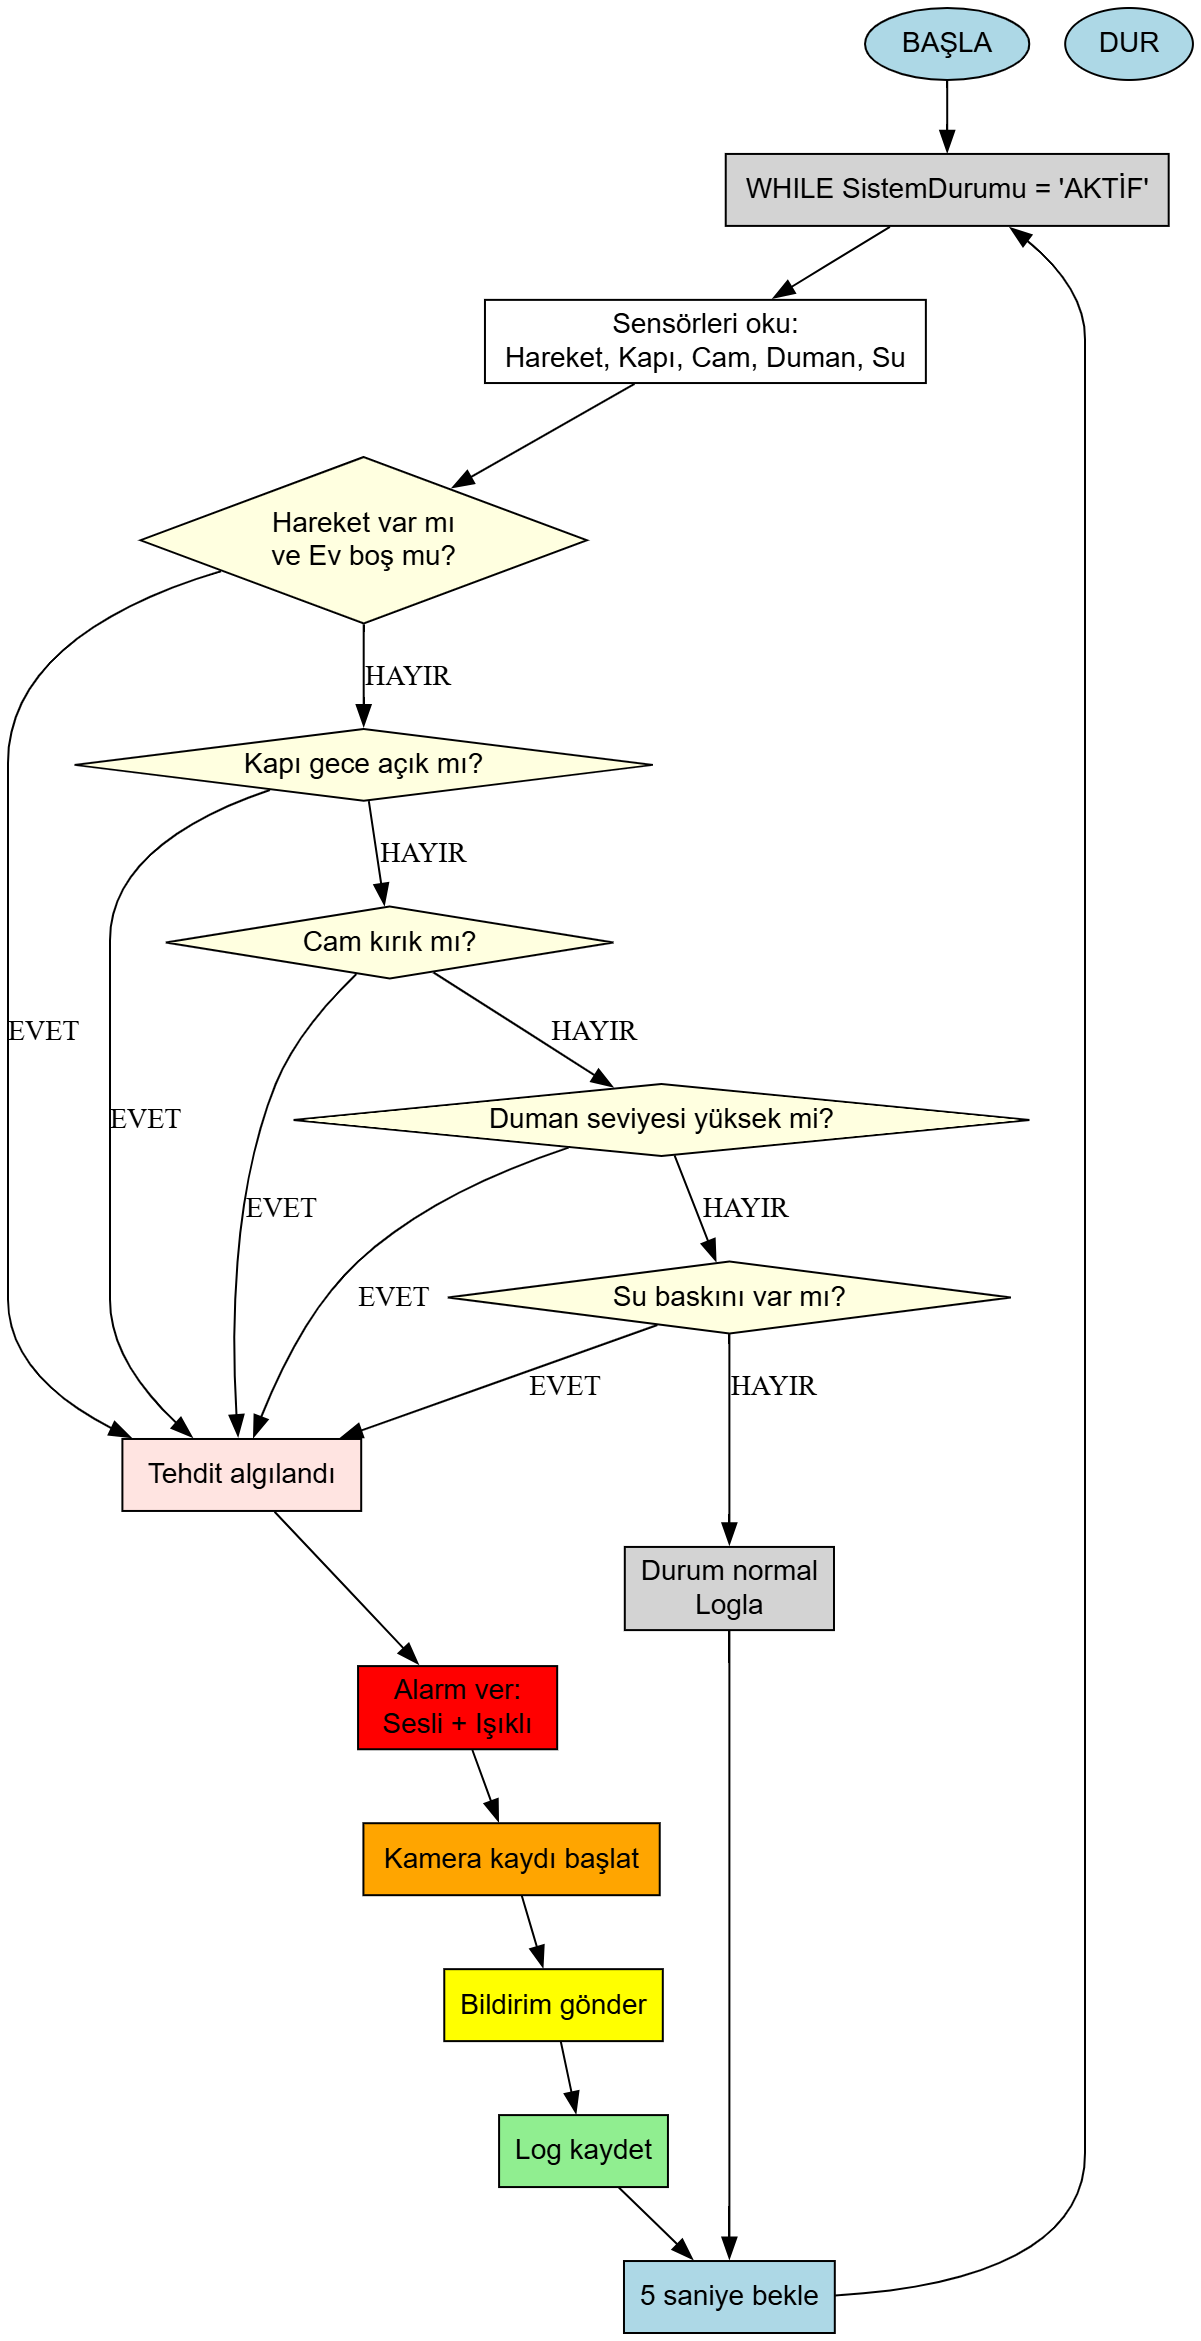 BAŞLA
DUR
WHILE SistemDurumu = 'AKTİF'
Sensörleri oku:
Hareket, Kapı, Cam, Duman, Su
Hareket var mı
ve Ev boş mu?
HAYIR
Kapı gece açık mı?
HAYIR
Cam kırık mı?
EVET
HAYIR
EVET
Duman seviyesi yüksek mi?
EVET
HAYIR
EVET
Su baskını var mı?
EVET
HAYIR
Tehdit algılandı
Durum normal
Logla
Alarm ver:
Sesli + Işıklı
Kamera kaydı başlat
Bildirim gönder
Log kaydet
5 saniye bekle